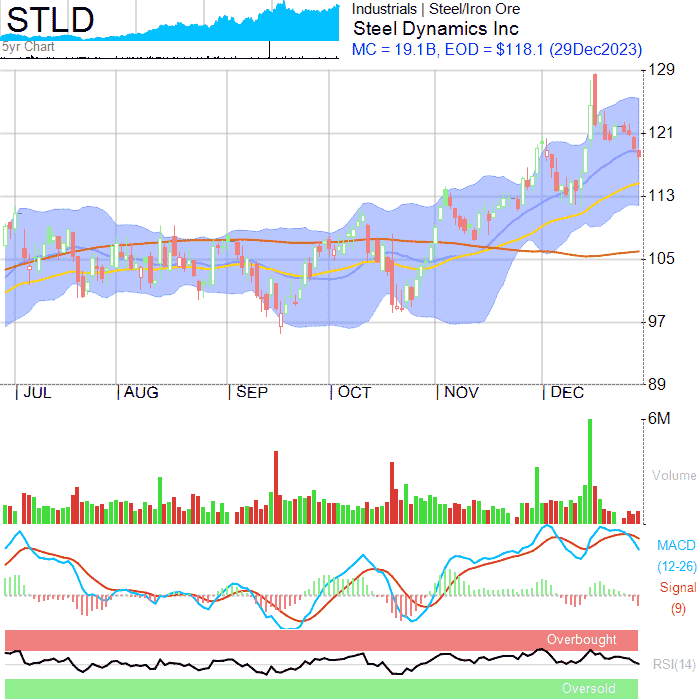 STLD
Industrials | Steel/Iron Ore
Steel Dynamics Inc
5yr Chart
MC = 19.1B, EOD = $118.1 (29Dec2023)
129
121
113
105
97
89
| JUL | AUG | SEP | OCT | NOV | DEC
6M
Volume
MACD
(12-26)
Signal
(9)
Overbought
RSI(14)
Oversold